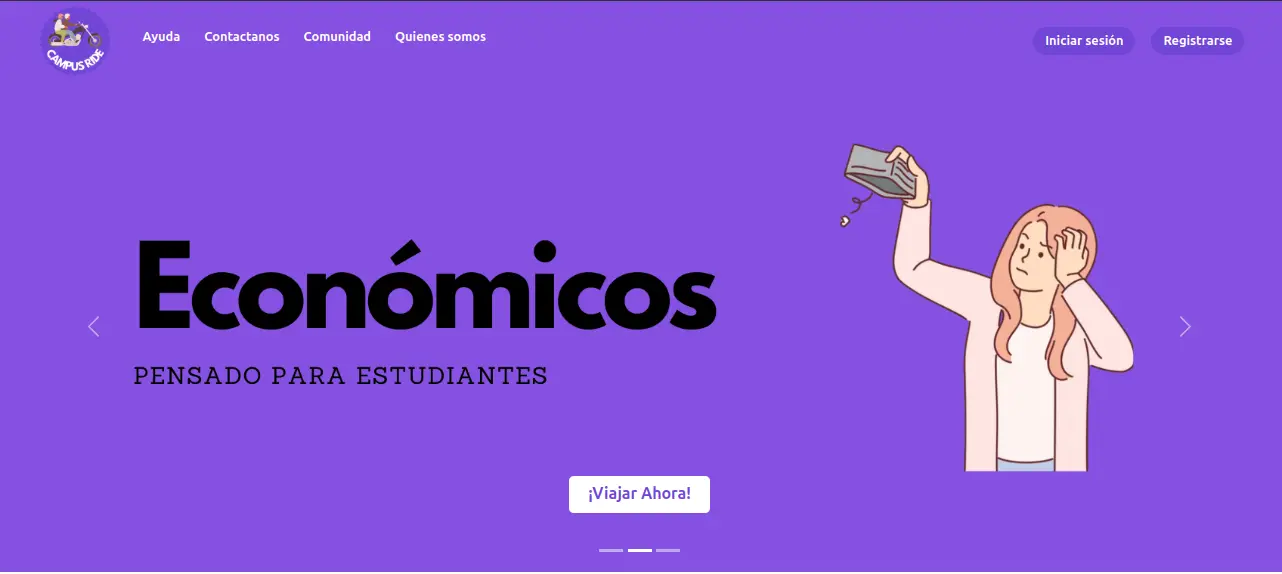 CAMPUS RIDE
Ayuda Contactanos Comunidad Quienes somos
Iniciar sesión Registrarse
Económicos
PENSADO PARA ESTUDIANTES
¡Viajar Ahora!